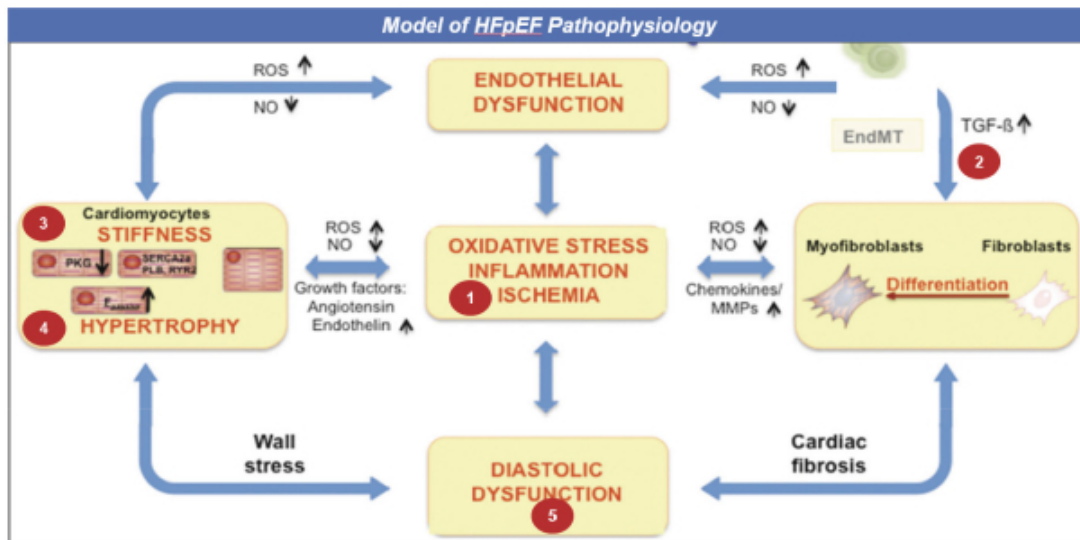 Model of HFpEF Pathophysiology
ROS
NO
ENDOTHELIAL
DYSFUNCTION
ROS
NO
EndMT
TGF-ß
2
3
Cardiomyocytes
STIFFNESS
PKG
SERCA2a
PLB, RYR2
4
HYPERTROPHY
ROS
NO
Growth factors:
Angiotensin
Endothelin
OXIDATIVE STRESS
INFLAMMATION
1
ISCHEMIA
ROS
NO
Chemokines/
MMPs
Myofibroblasts
Fibroblasts
Differentiation
Wall
stress
DIASTOLIC
DYSFUNCTION
5
Cardiac
fibrosis